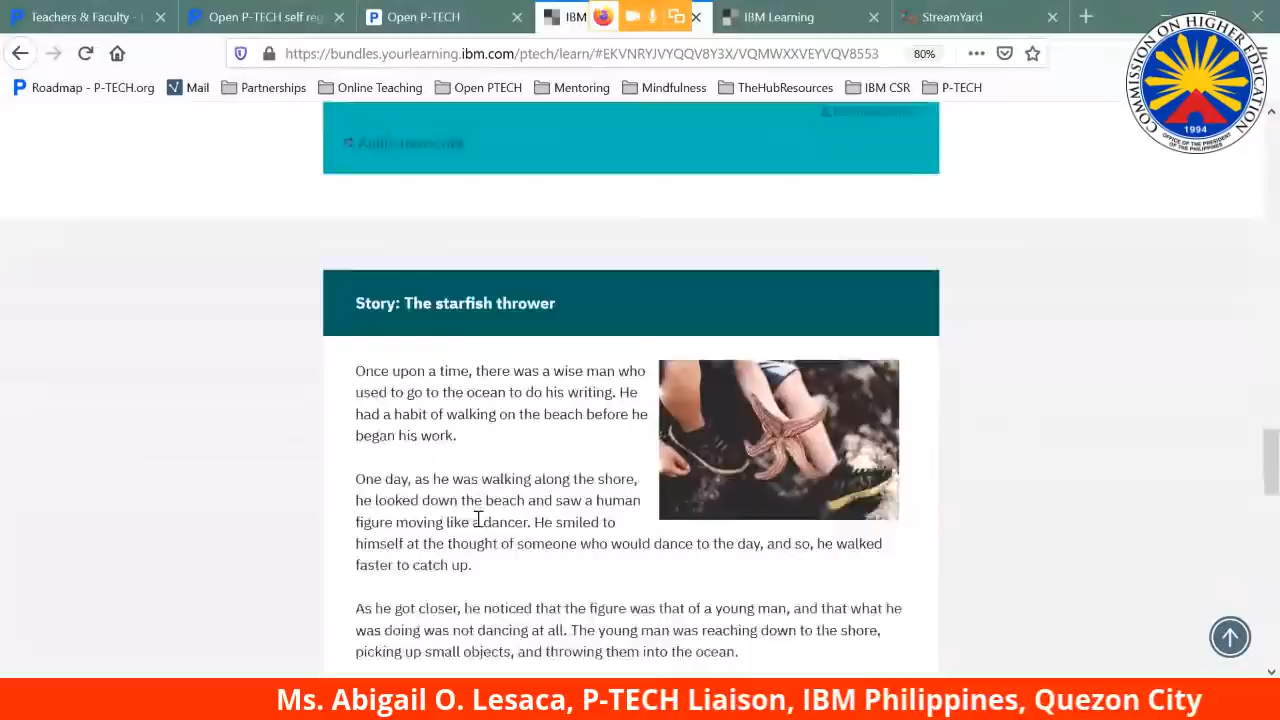 Teachers & Faculty -
Open P-TECH self reg
Open P-TECH
IBM
IBM Learning
StreamYard
https://bundles.yourlearning.ibm.com/ptech/learn/#EKVNRYJVYQQV8Y3X/VQMWXXVEYVQV8553
80%
Roadmap - P-TECH.org
Mail
Partnerships
Online Teaching
Open PTECH
Mentoring
Mindfulness
TheHubResources
IBM CSR
P-TECH
COMMISSION ON HIGHER EDUCATION
1994
OFFICE OF THE PRESIDENT
OF THE PHILIPPINES
Story: The starfish thrower
Once upon a time, there was a wise man who
used to go to the ocean to do his writing. He
had a habit of walking on the beach before he
began his work.
One day, as he was walking along the shore,
he looked down the beach and saw a human
figure moving like a dancer. He smiled to
himself at the thought of someone who would dance to the day, and so, he walked
faster to catch up.
As he got closer, he noticed that the figure was that of a young man, and that what he
was doing was not dancing at all. The young man was reaching down to the shore,
picking up small objects, and throwing them into the ocean.
Ms. Abigail O. Lesaca, P-TECH Liaison, IBM Philippines, Quezon City